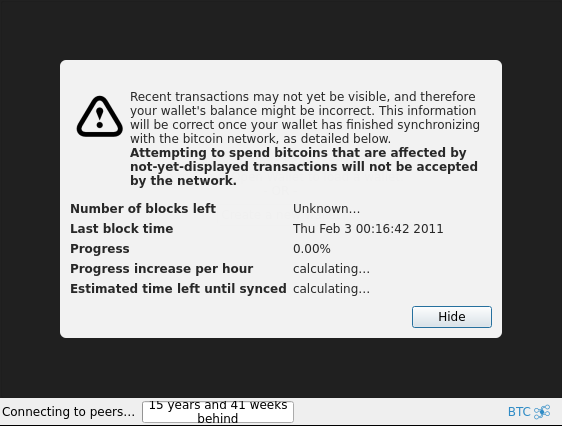 Recent transactions may not yet be visible, and therefore
your wallet's balance might be incorrect. This information
will be correct once your wallet has finished synchronizing
with the bitcoin network, as detailed below.
Attempting to spend bitcoins that are affected by
not-yet-displayed transactions will not be accepted
by the network.
Number of blocks left Unknown...
Last block time Thu Feb 3 00:16:42 2011
Progress 0.00%
Progress increase per hour calculating...
Estimated time left until synced calculating...
Hide
Connecting to peers...
15 years and 41 weeks
behind
BTC